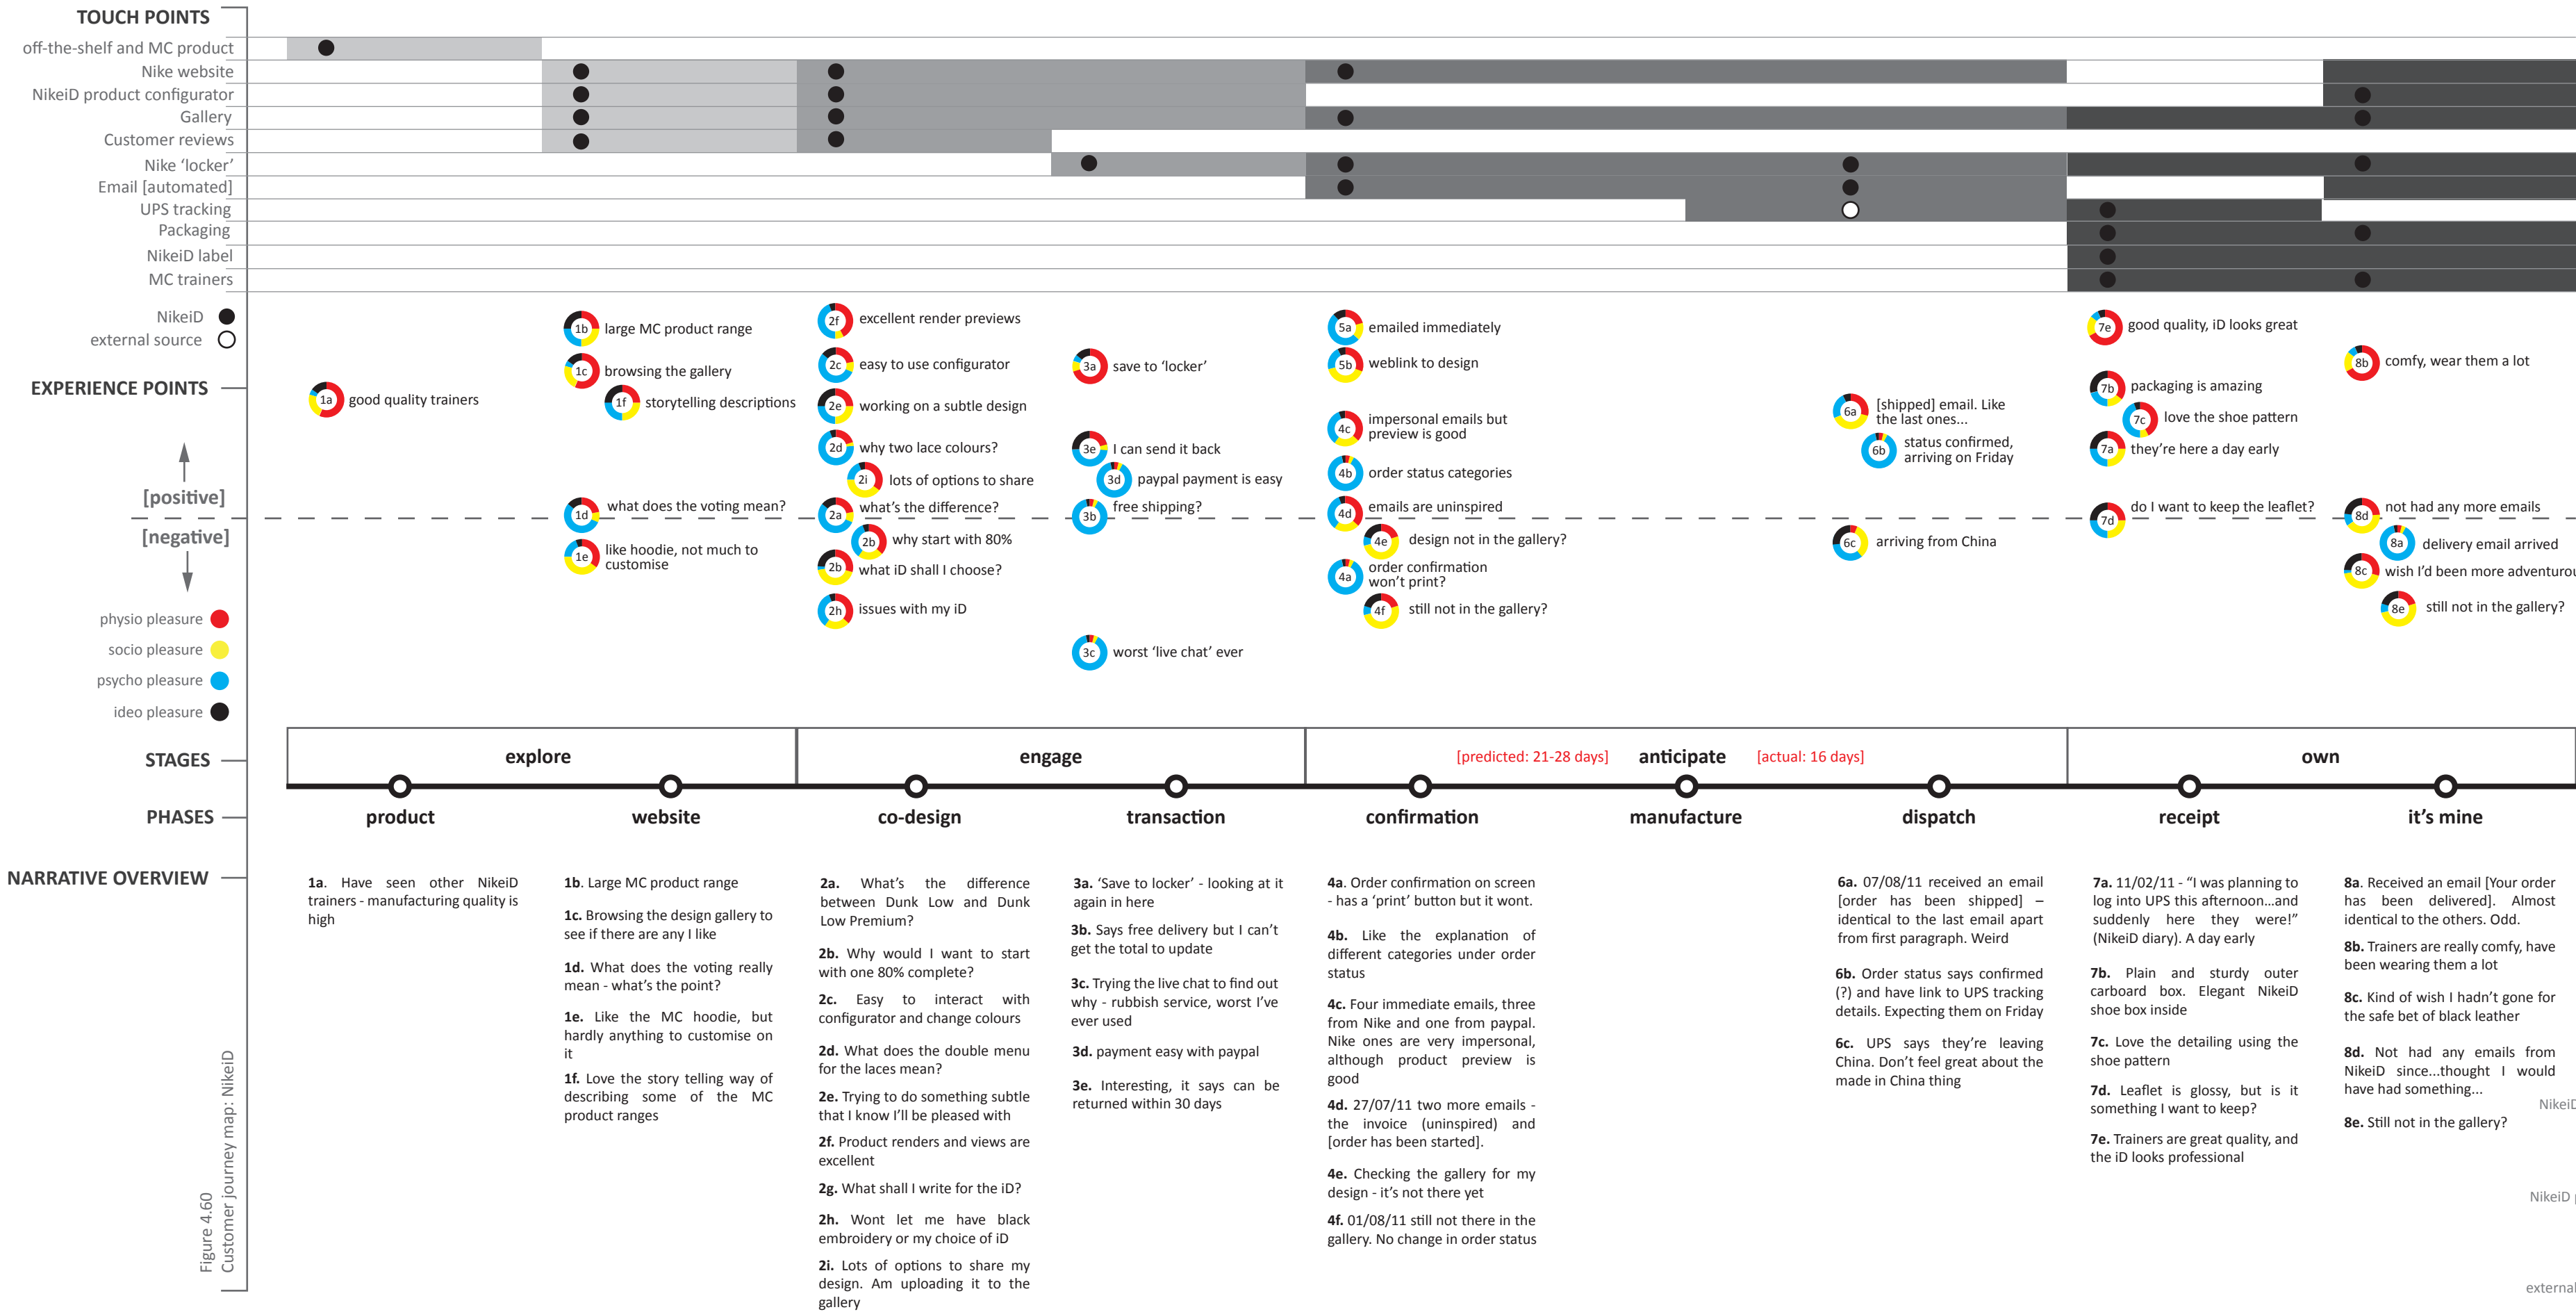 TOUCH POINTS
off-the-shelf and MC product
Nike website
NikeiD product configurator
Gallery
Customer reviews
Nike ‘locker’
Email [automated]
UPS tracking
Packaging
NikeiD label
MC trainers
NikeiD
external source
EXPERIENCE POINTS
[positive]
[negative]
physio pleasure
socio pleasure
psycho pleasure
ideo pleasure
1a good quality trainers
1b large MC product range
1c browsing the gallery
1f storytelling descriptions
1d what does the voting mean?
1e like hoodie, not much to
customise
2f excellent render previews
2c easy to use configurator
2e working on a subtle design
2d why two lace colours?
2i lots of options to share
2a what's the difference?
2b why start with 80%
2b what iD shall I choose?
2h issues with my iD
3a save to ‘locker’
3e I can send it back
3d paypal payment is easy
3b free shipping?
3c worst ‘live chat’ ever
5a emailed immediately
5b weblink to design
4c impersonal emails but
preview is good
4b order status categories
4d emails are uninspired
4e design not in the gallery?
4a order confirmation
won't print?
4f still not in the gallery?
6a [shipped] email. Like
the last ones...
6b status confirmed,
arriving on Friday
6c arriving from China
7e good quality, iD looks great
7b packaging is amazing
7c love the shoe pattern
7a they're here a day early
7d do I want to keep the leaflet?
8b comfy, wear them a lot
8d not had any more emails
8a delivery email arrived
8c wish I'd been more adventurou
8e still not in the gallery?
STAGES
explore
engage
[predicted: 21-28 days] anticipate [actual: 16 days]
own
PHASES
product
website
co-design
transaction
confirmation
manufacture
dispatch
receipt
it's mine
NARRATIVE OVERVIEW
1a. Have seen other NikeiD
trainers - manufacturing quality is
high
1b. Large MC product range
1c. Browsing the design gallery to
see if there are any I like
1d. What does the voting really
mean - what's the point?
1e. Like the MC hoodie, but
hardly anything to customise on
it
1f. Love the story telling way of
describing some of the MC
product ranges
2a. What's the difference
between Dunk Low and Dunk
Low Premium?
2b. Why would I want to start
with one 80% complete?
2c. Easy to interact with
configurator and change colours
2d. What does the double menu
for the laces mean?
2e. Trying to do something subtle
that I know I'll be pleased with
2f. Product renders and views are
excellent
2g. What shall I write for the iD?
2h. Wont let me have black
embroidery or my choice of iD
2i. Lots of options to share my
design. Am uploading it to the
gallery
3a. ‘Save to locker’ - looking at it
again in here
3b. Says free delivery but I can't
get the total to update
3c. Trying the live chat to find out
why - rubbish service, worst I've
ever used
3d. payment easy with paypal
3e. Interesting, it says can be
returned within 30 days
4a. Order confirmation on screen
- has a ‘print’ button but it wont.
4b. Like the explanation of
different categories under order
status
4c. Four immediate emails, three
from Nike and one from paypal.
Nike ones are very impersonal,
although product preview is
good
4d. 27/07/11 two more emails -
the invoice (uninspired) and
[order has been started].
4e. Checking the gallery for my
design - it's not there yet
4f. 01/08/11 still not there in the
gallery. No change in order status
6a. 07/08/11 received an email
[order has been shipped] –
identical to the last email apart
from first paragraph. Weird
6b. Order status says confirmed
(?) and have link to UPS tracking
details. Expecting them on Friday
6c. UPS says they're leaving
China. Don't feel great about the
made in China thing
7a. 11/02/11 - “I was planning to
log into UPS this afternoon...and
suddenly here they were!”
(NikeiD diary). A day early
7b. Plain and sturdy outer
carboard box. Elegant NikeiD
shoe box inside
7c. Love the detailing using the
shoe pattern
7d. Leaflet is glossy, but is it
something I want to keep?
7e. Trainers are great quality, and
the iD looks professional
8a. Received an email [Your order
has been delivered]. Almost
identical to the others. Odd.
8b. Trainers are really comfy, have
been wearing them a lot
8c. Kind of wish I hadn't gone for
the safe bet of black leather
8d. Not had any emails from
NikeiD since...thought I would
have had something...
8e. Still not in the gallery?
NikeiD
NikeiD
external
Figure 4.60
Customer journey map: NikeiD